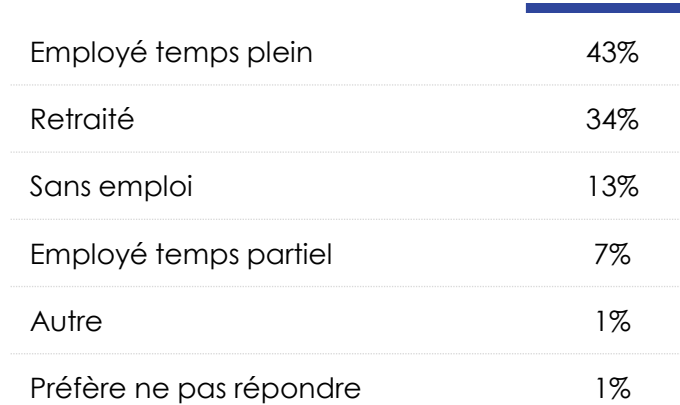 Employé temps plein 43%
Retraité 34%
Sans emploi 13%
Employé temps partiel 7%
Autre 1%
Préfère ne pas répondre 1%